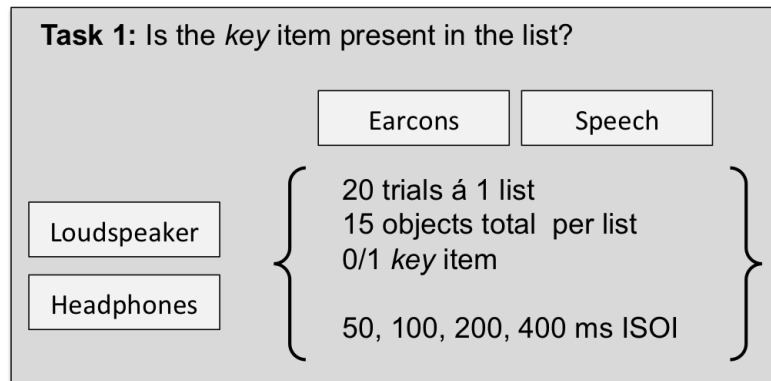 Task 1: Is the key item present in the list?
Earcons
Speech
20 trials á 1 list
15 objects total per list
0/1 key item
50, 100, 200, 400 ms ISOI
Loudspeaker
Headphones